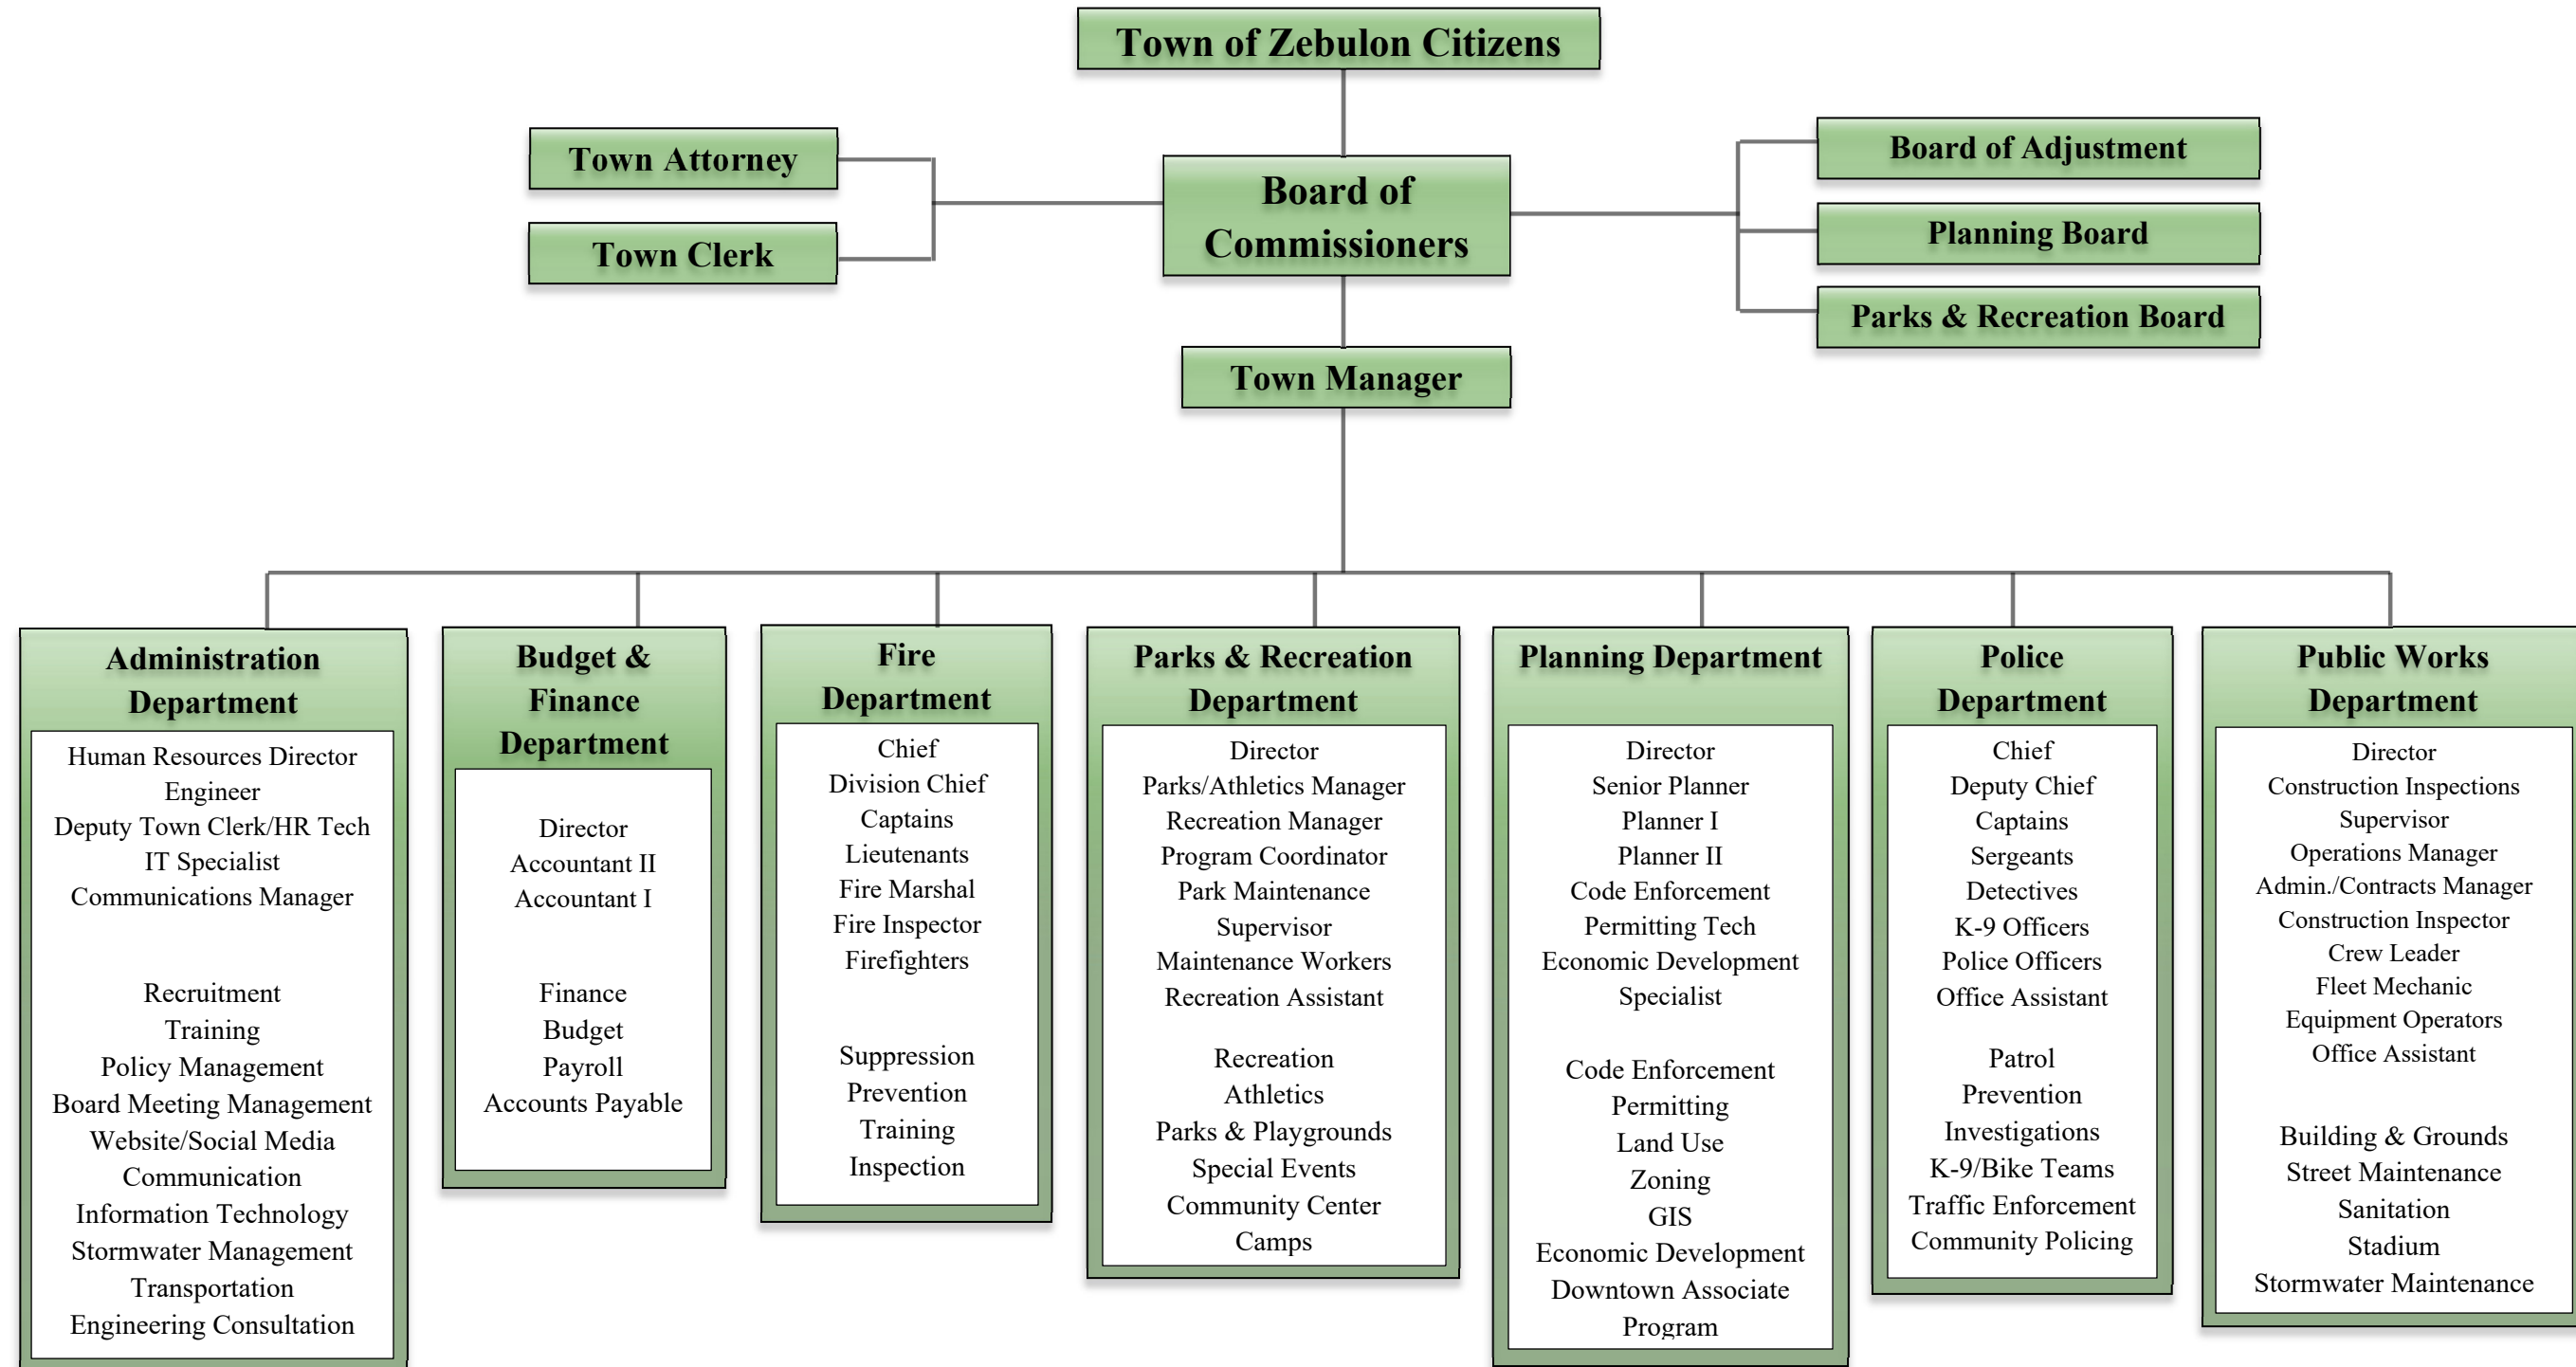 Town of Zebulon Citizens
Town Attorney
Town Clerk
Board of
Commissioners
Board of Adjustment
Planning Board
Parks & Recreation Board
Town Manager
Administration
Department
Human Resources Director
Engineer
Deputy Town Clerk/HR Tech
IT Specialist
Communications Manager
Recruitment
Training
Policy Management
Board Meeting Management
Website/Social Media
Communication
Information Technology
Stormwater Management
Transportation
Engineering Consultation
Budget &
Finance
Department
Director
Accountant II
Accountant I
Finance
Budget
Payroll
Accounts Payable
Fire
Department
Chief
Division Chief
Captains
Lieutenants
Fire Marshal
Fire Inspector
Firefighters
Suppression
Prevention
Training
Inspection
Parks & Recreation
Department
Director
Parks/Athletics Manager
Recreation Manager
Program Coordinator
Park Maintenance
Supervisor
Maintenance Workers
Recreation Assistant
Recreation
Athletics
Parks & Playgrounds
Special Events
Community Center
Camps
Planning Department
Director
Senior Planner
Planner I
Planner II
Code Enforcement
Permitting Tech
Economic Development
Specialist
Code Enforcement
Permitting
Land Use
Zoning
GIS
Economic Development
Downtown Associate
Program
Police
Department
Chief
Deputy Chief
Captains
Sergeants
Detectives
K-9 Officers
Police Officers
Office Assistant
Patrol
Prevention
Investigations
K-9/Bike Teams
Traffic Enforcement
Community Policing
Public Works
Department
Director
Construction Inspections
Supervisor
Operations Manager
Admin./Contracts Manager
Construction Inspector
Crew Leader
Fleet Mechanic
Equipment Operators
Office Assistant
Building & Grounds
Street Maintenance
Sanitation
Stadium
Stormwater Maintenance